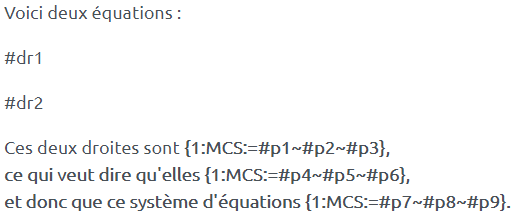 Voici deux équations :
#dr1
#dr2
Ces deux droites sont {1:MCS:=#p1~#p2~#p3},
ce qui veut dire qu'elles {1:MCS:=#p4~#p5~#p6},
et donc que ce système d'équations {1:MCS:=#p7~#p8~#p9}.